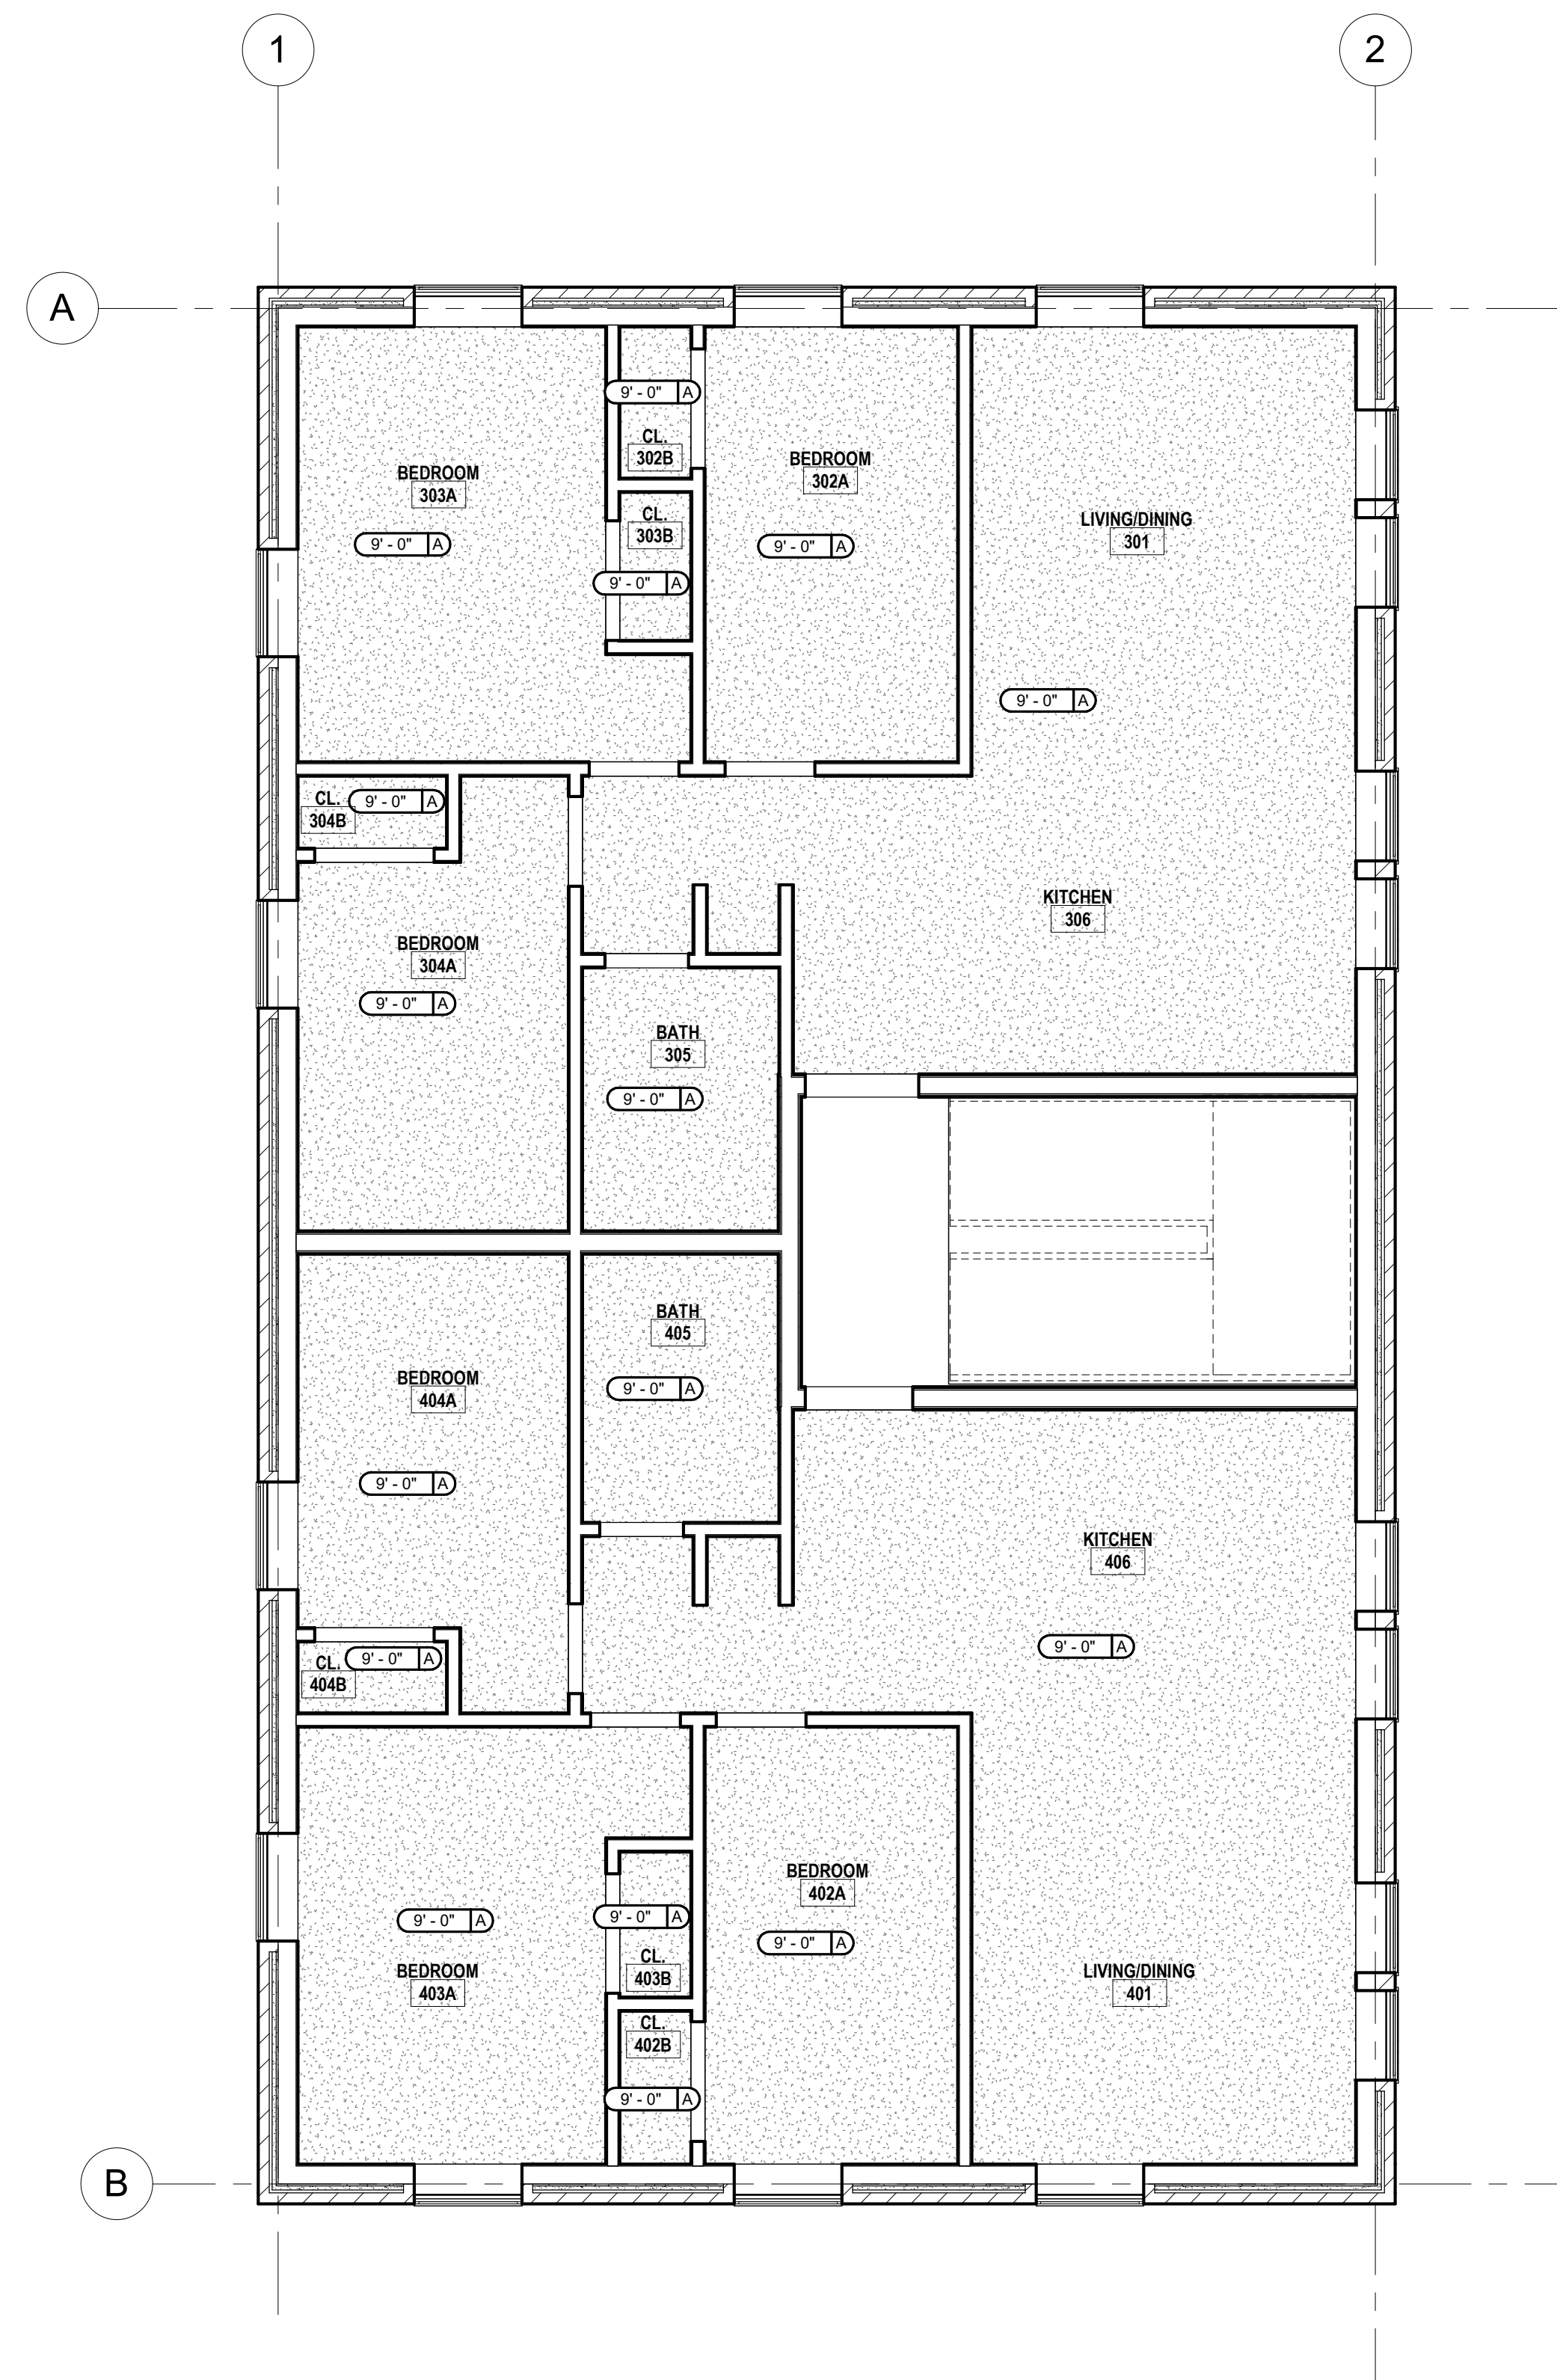 1
2
A
9' - 0" A
CL.
302B
BEDROOM
303A
BEDROOM
302A
CL.
303B
LIVING/DINING
301
9' - 0" A
9' - 0" A
9' - 0" A
9' - 0" A
CL.
304B
9' - 0" A
KITCHEN
306
BEDROOM
304A
9' - 0" A
BATH
305
9' - 0" A
BATH
405
BEDROOM
404A
9' - 0" A
9' - 0" A
KITCHEN
406
9' - 0" A
CL.
404B
9' - 0" A
BEDROOM
402A
9' - 0" A
9' - 0" A
9' - 0" A
CL.
403B
BEDROOM
403A
LIVING/DINING
401
CL.
402B
9' - 0" A
B